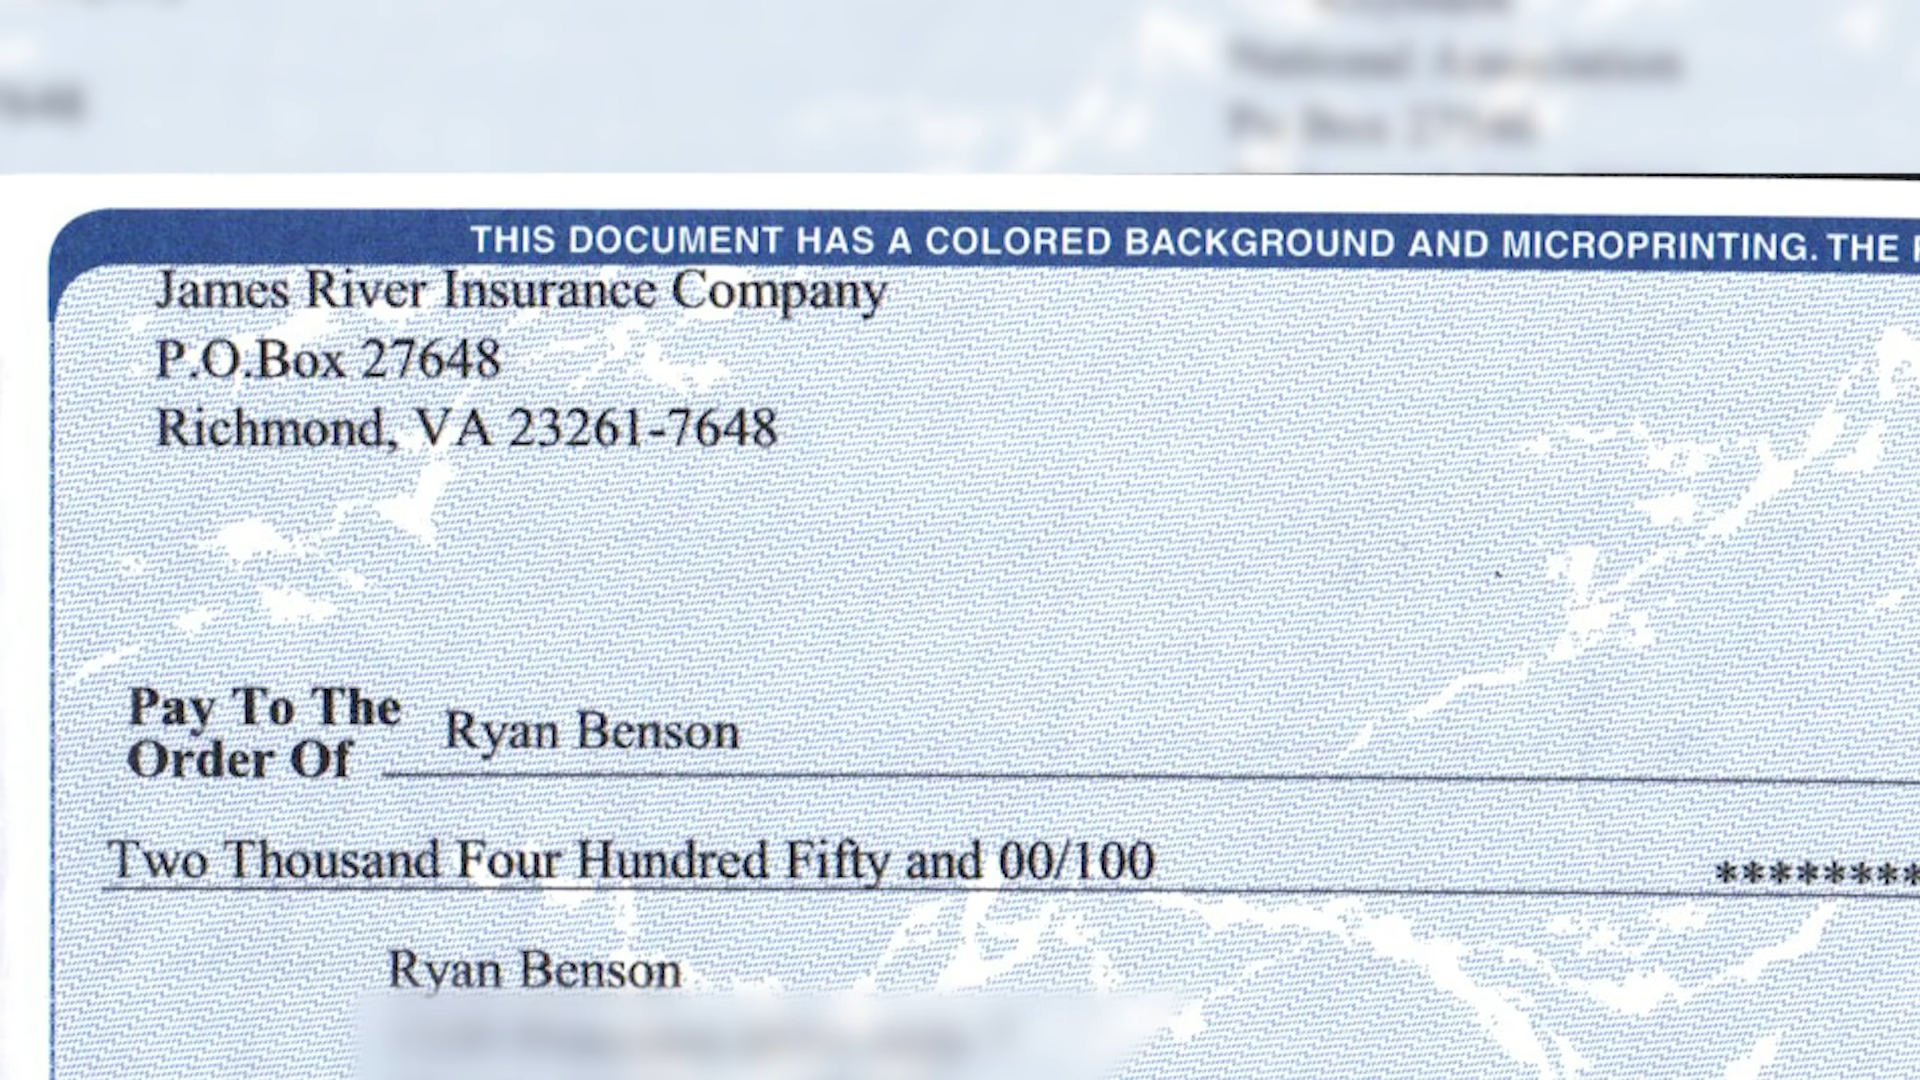 THIS DOCUMENT HAS A COLORED BACKGROUND AND MICROPRINTING. THE
James River Insurance Company
P.O.Box 27648
Richmond, VA 23261-7648
Pay To The
Order Of
Ryan Benson
Two Thousand Four Hundred Fifty and 00/100
********
Ryan Benson